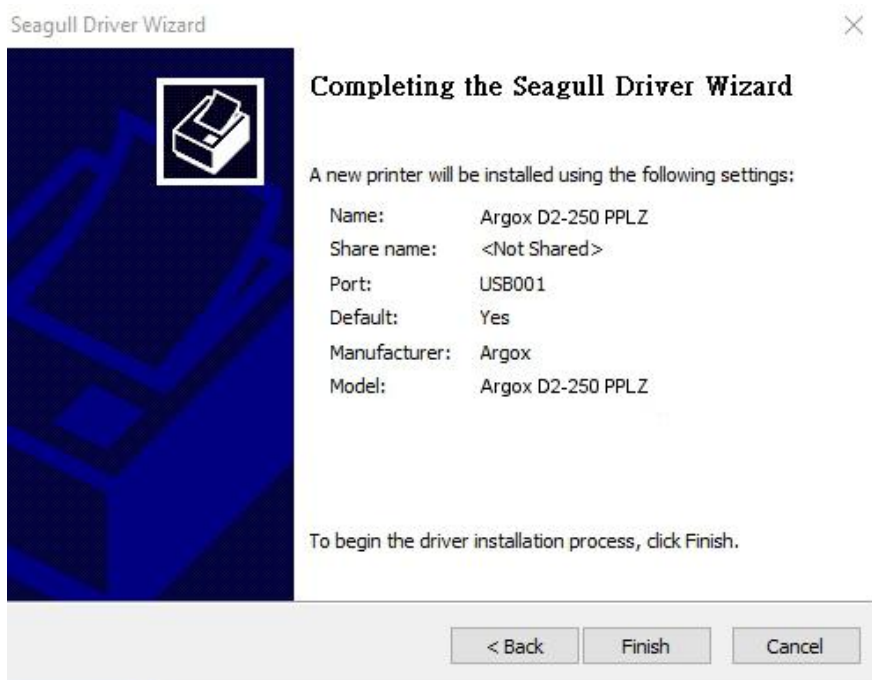 Seagull Driver Wizard
Completing the Seagull Driver Wizard
A new printer will be installed using the following settings:
Name: Argox D2-250 PPLZ
Share name: <Not Shared>
Port: USB001
Default: Yes
Manufacturer: Argox
Model: Argox D2-250 PPLZ
To begin the driver installation process, click Finish.
< Back Finish Cancel